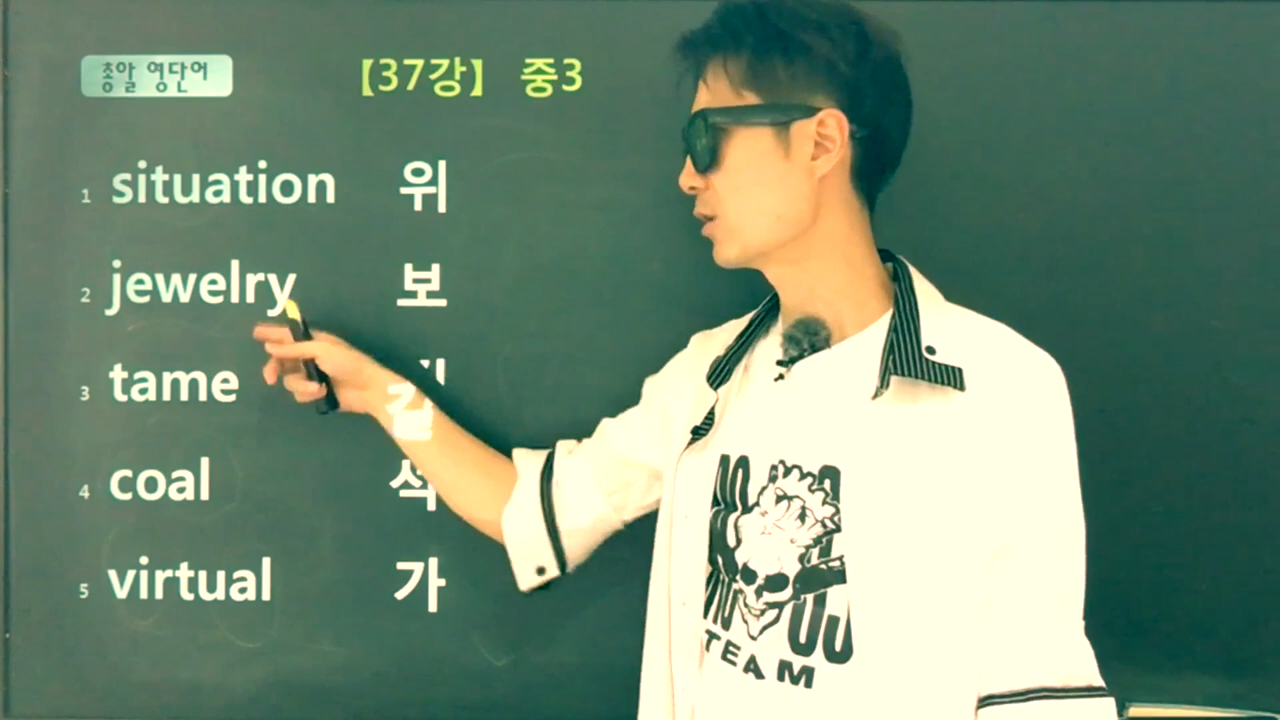 총알 영단어
【37강】 중3
1 situation 위
2 jewelry 보
3 tame 길
4 coal 석
5 virtual 가
TEAM